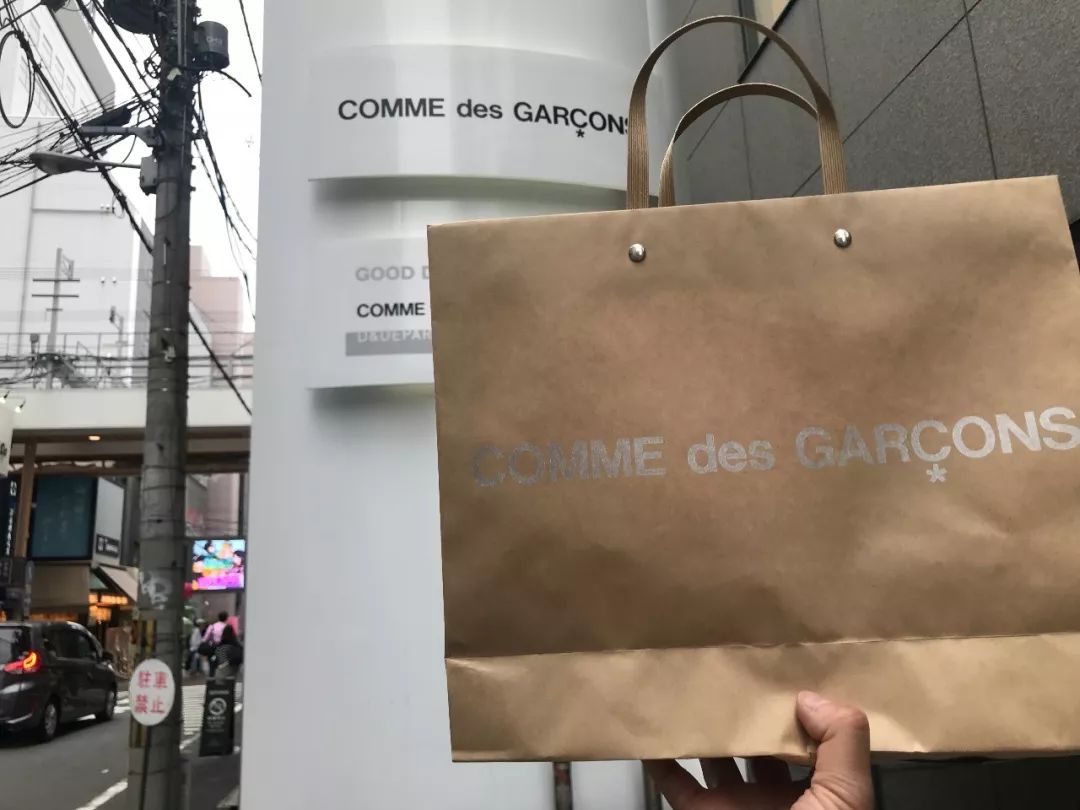 COMME des GARÇONS
GOOD D
COMME
D&DEPAR
COMME des GARÇONS
駐車
禁止